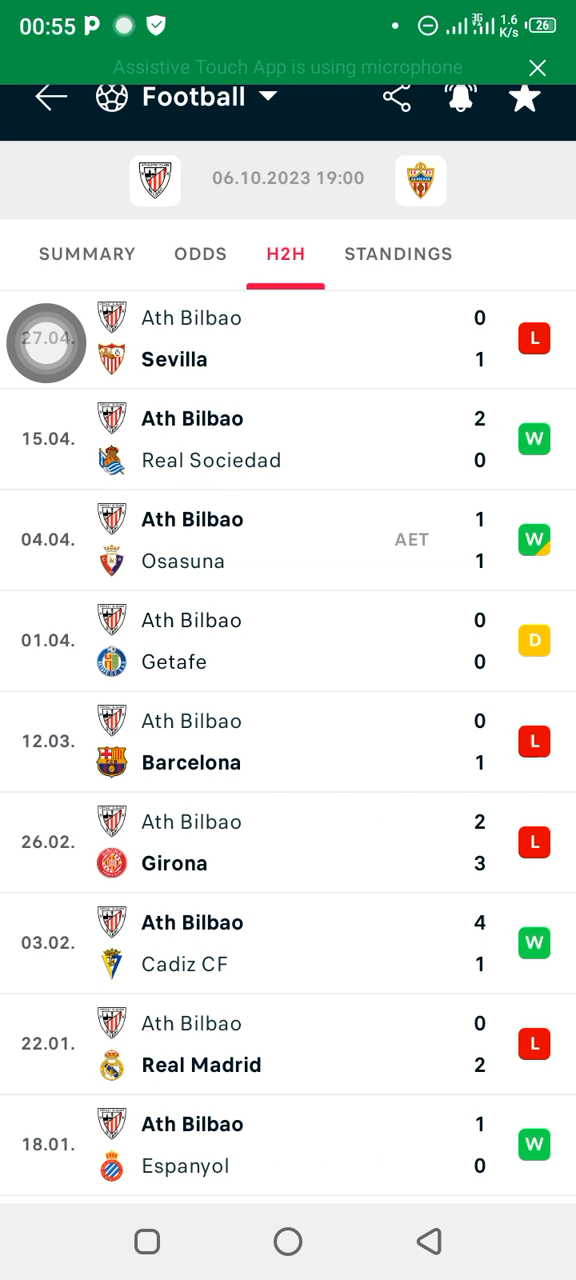 00:55 P 3G 1.6 K/s 26
Assistive Touch App is using microphone
Football
06.10.2023 19:00
SUMMARY ODDS H2H STANDINGS
27.04. Ath Bilbao 0 L
Sevilla 1
15.04. Ath Bilbao 2 W
Real Sociedad 0
04.04. Ath Bilbao AET 1 W
Osasuna 1
01.04. Ath Bilbao 0 D
Getafe 0
12.03. Ath Bilbao 0 L
Barcelona 1
26.02. Ath Bilbao 2 L
Girona 3
03.02. Ath Bilbao 4 W
Cadiz CF 1
22.01. Ath Bilbao 0 L
Real Madrid 2
18.01. Ath Bilbao 1 W
Espanyol 0